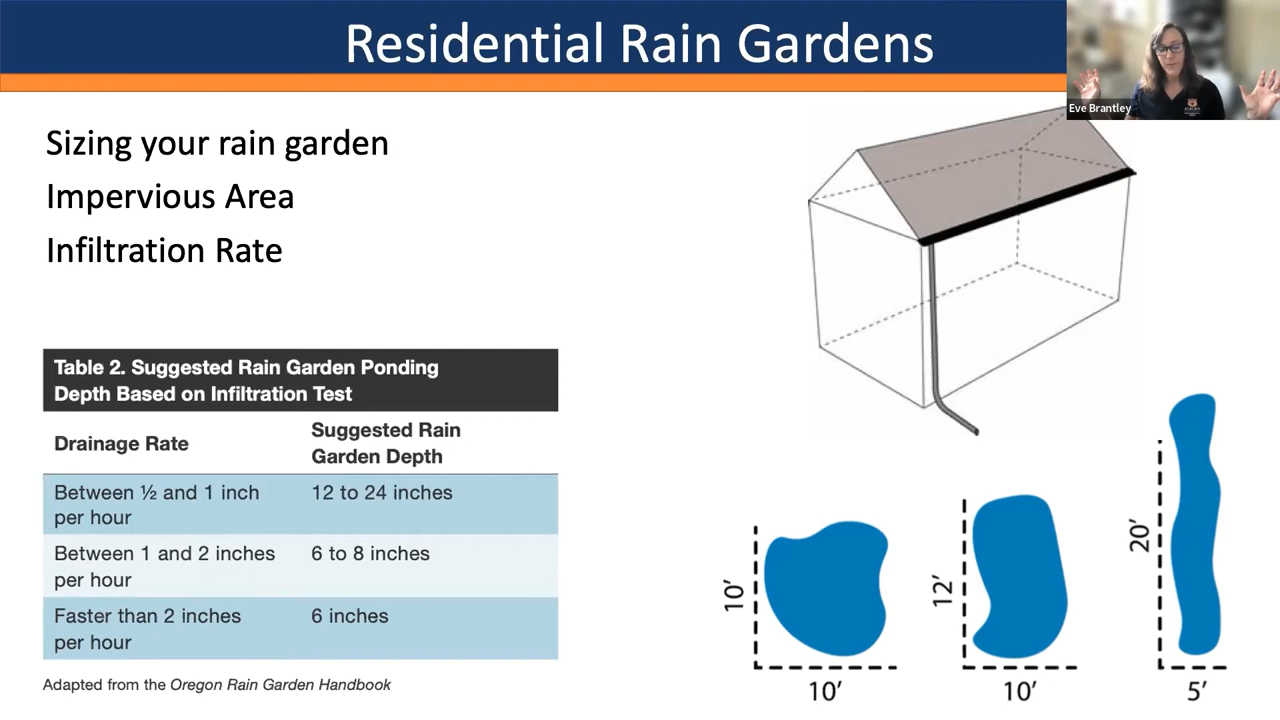 Residential Rain Gardens
Eve Brantley
Sizing your rain garden
Impervious Area
Infiltration Rate
Table 2. Suggested Rain Garden Ponding
Depth Based on Infiltration Test
Drainage Rate
Suggested Rain
Garden Depth
Between ½ and 1 inch
per hour
12 to 24 inches
Between 1 and 2 inches
per hour
6 to 8 inches
Faster than 2 inches
per hour
6 inches
Adapted from the Oregon Rain Garden Handbook
10’
10’
12’
10’
20’
5’